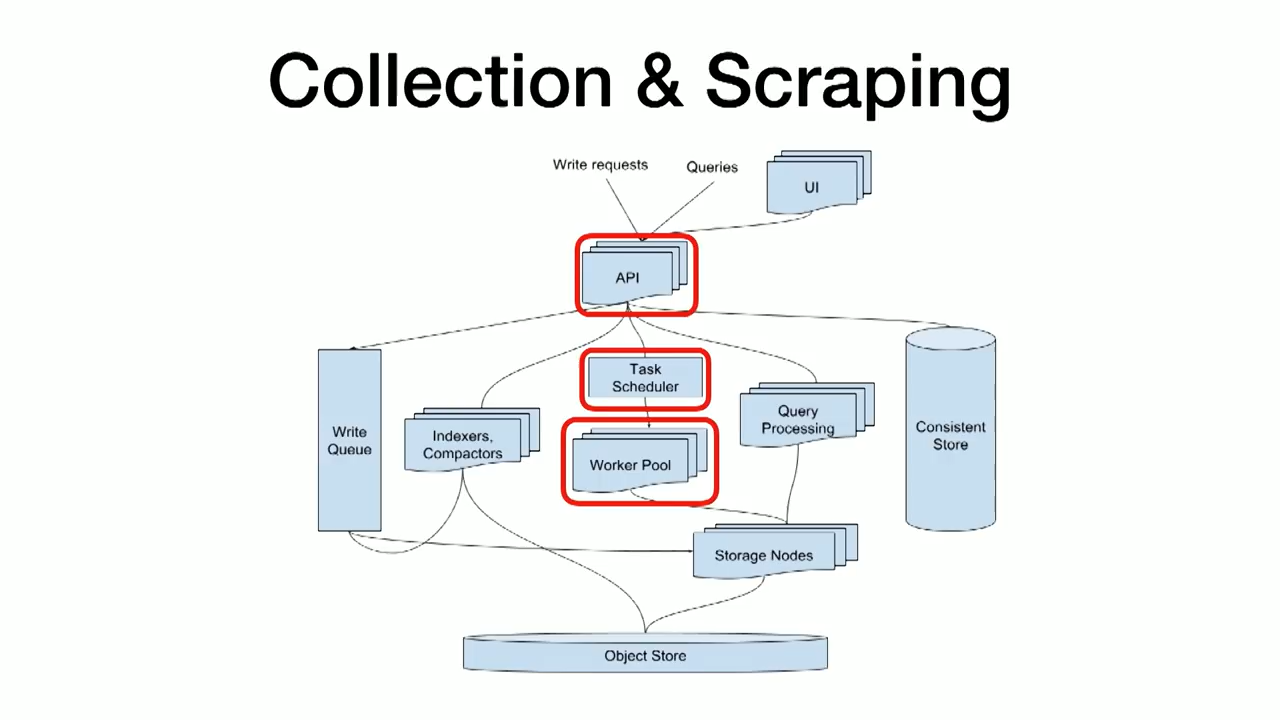 Collection & Scraping
Write requests
Queries
UI
API
Task
Scheduler
Write
Queue
Indexers,
Compactors
Worker Pool
Query
Processing
Consistent
Store
Storage Nodes
Object Store